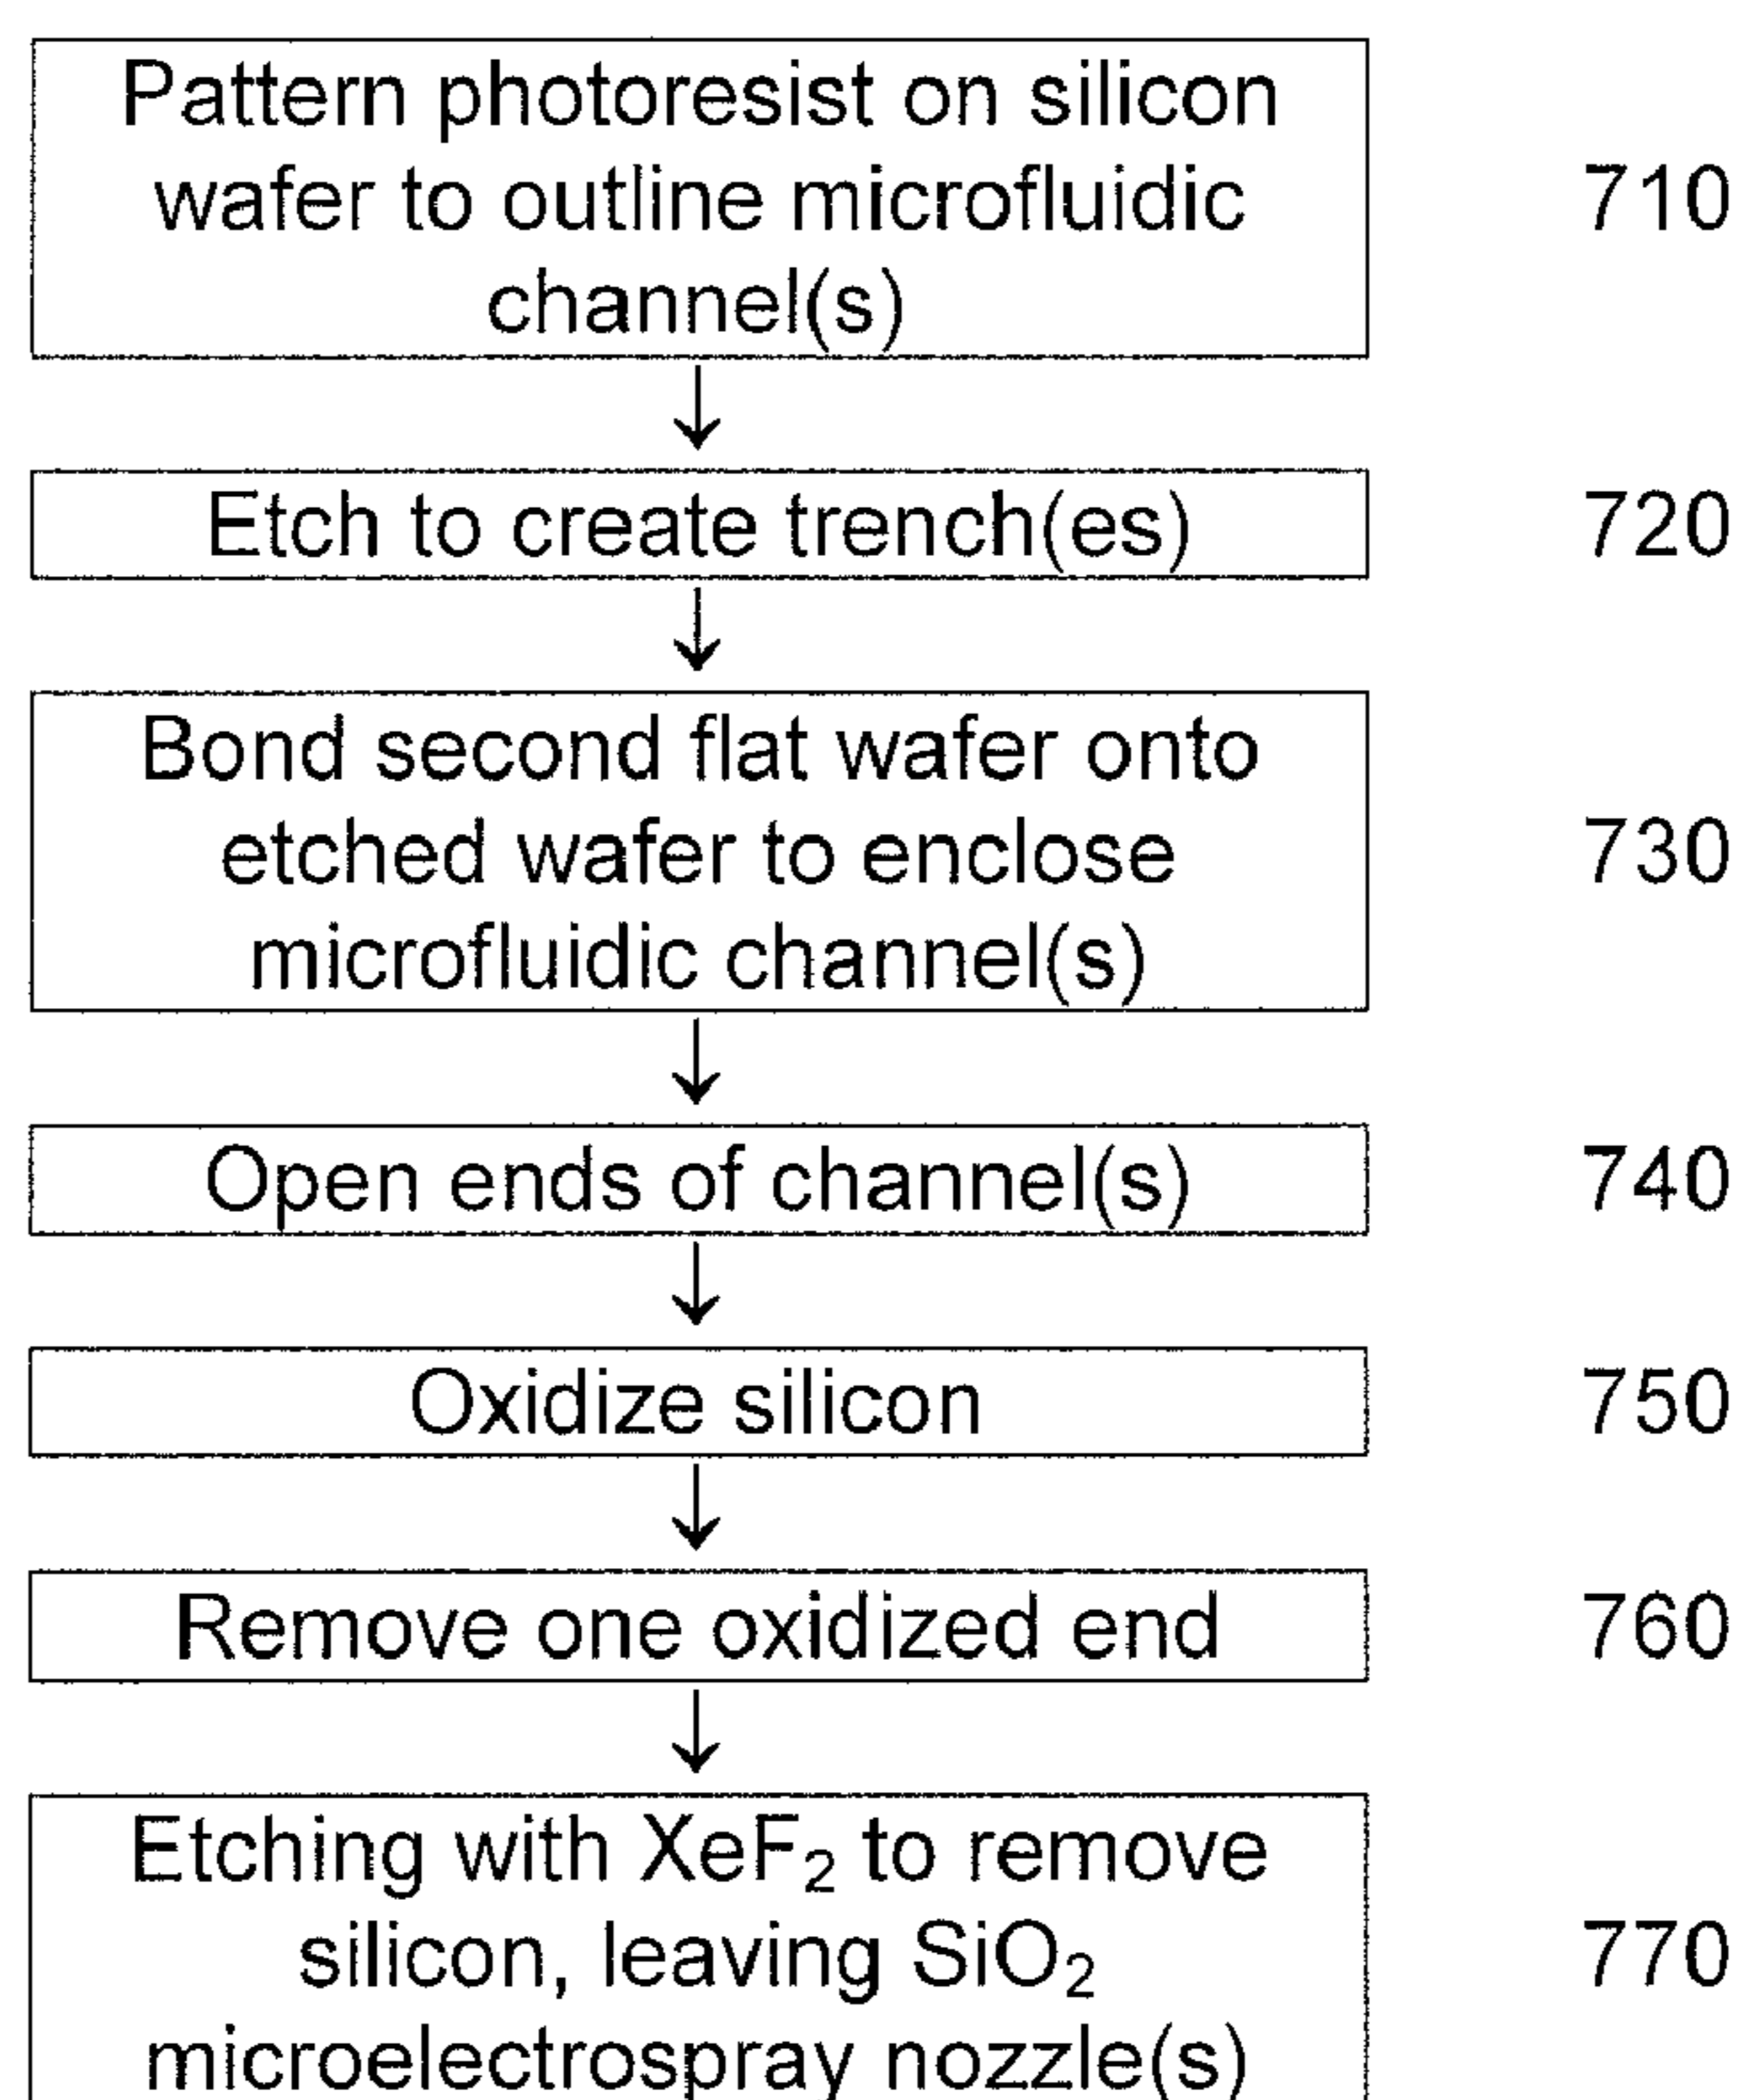 Pattern photoresist on silicon
wafer to outline microfluidic
channel(s)
710
Etch to create trench(es)
720
Bond second flat wafer onto
etched wafer to enclose
microfluidic channel(s)
730
Open ends of channel(s)
740
Oxidize silicon
750
Remove one oxidized end
760
Etching with XeF₂ to remove
silicon, leaving SiO₂
microelectrospray nozzle(s)
770